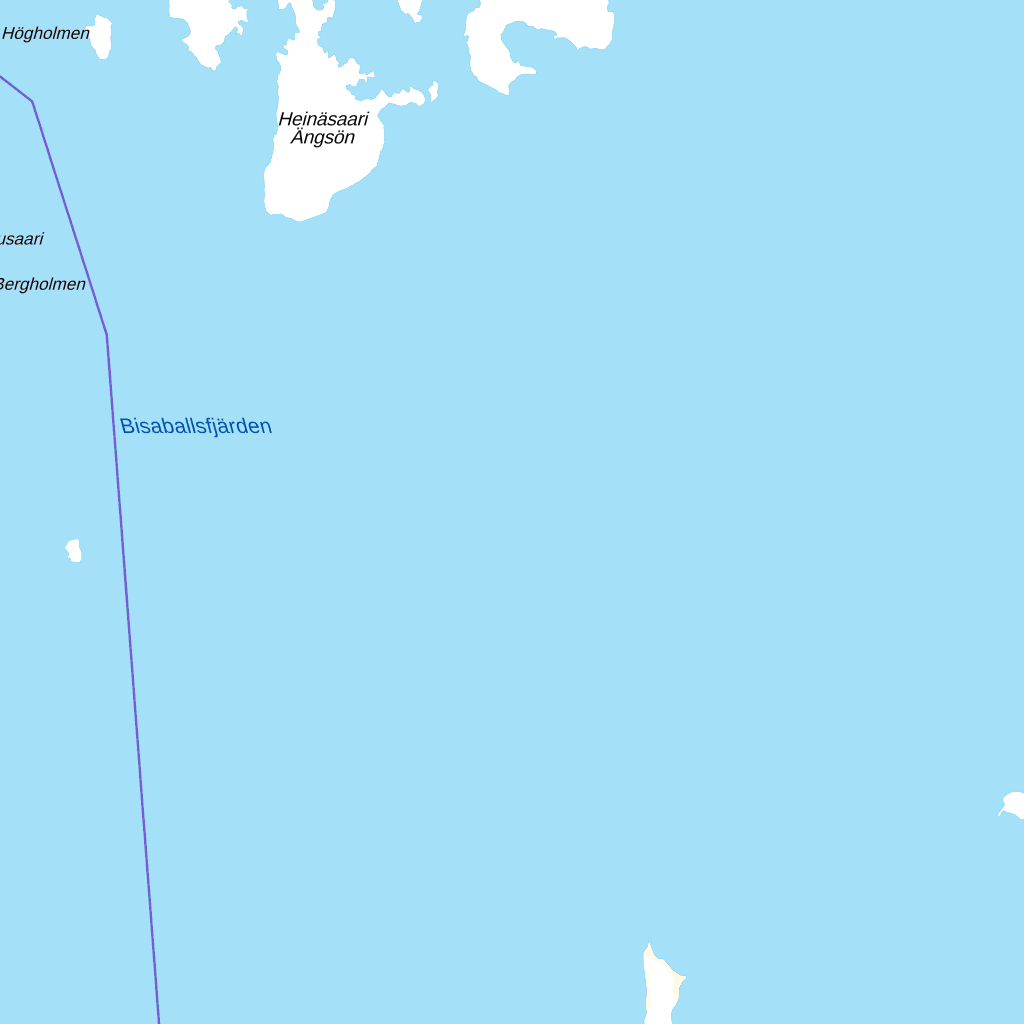 Högholmen
Heinäsaari
Ängsön
usaari
Bergholmen
Bisaballsfjärden